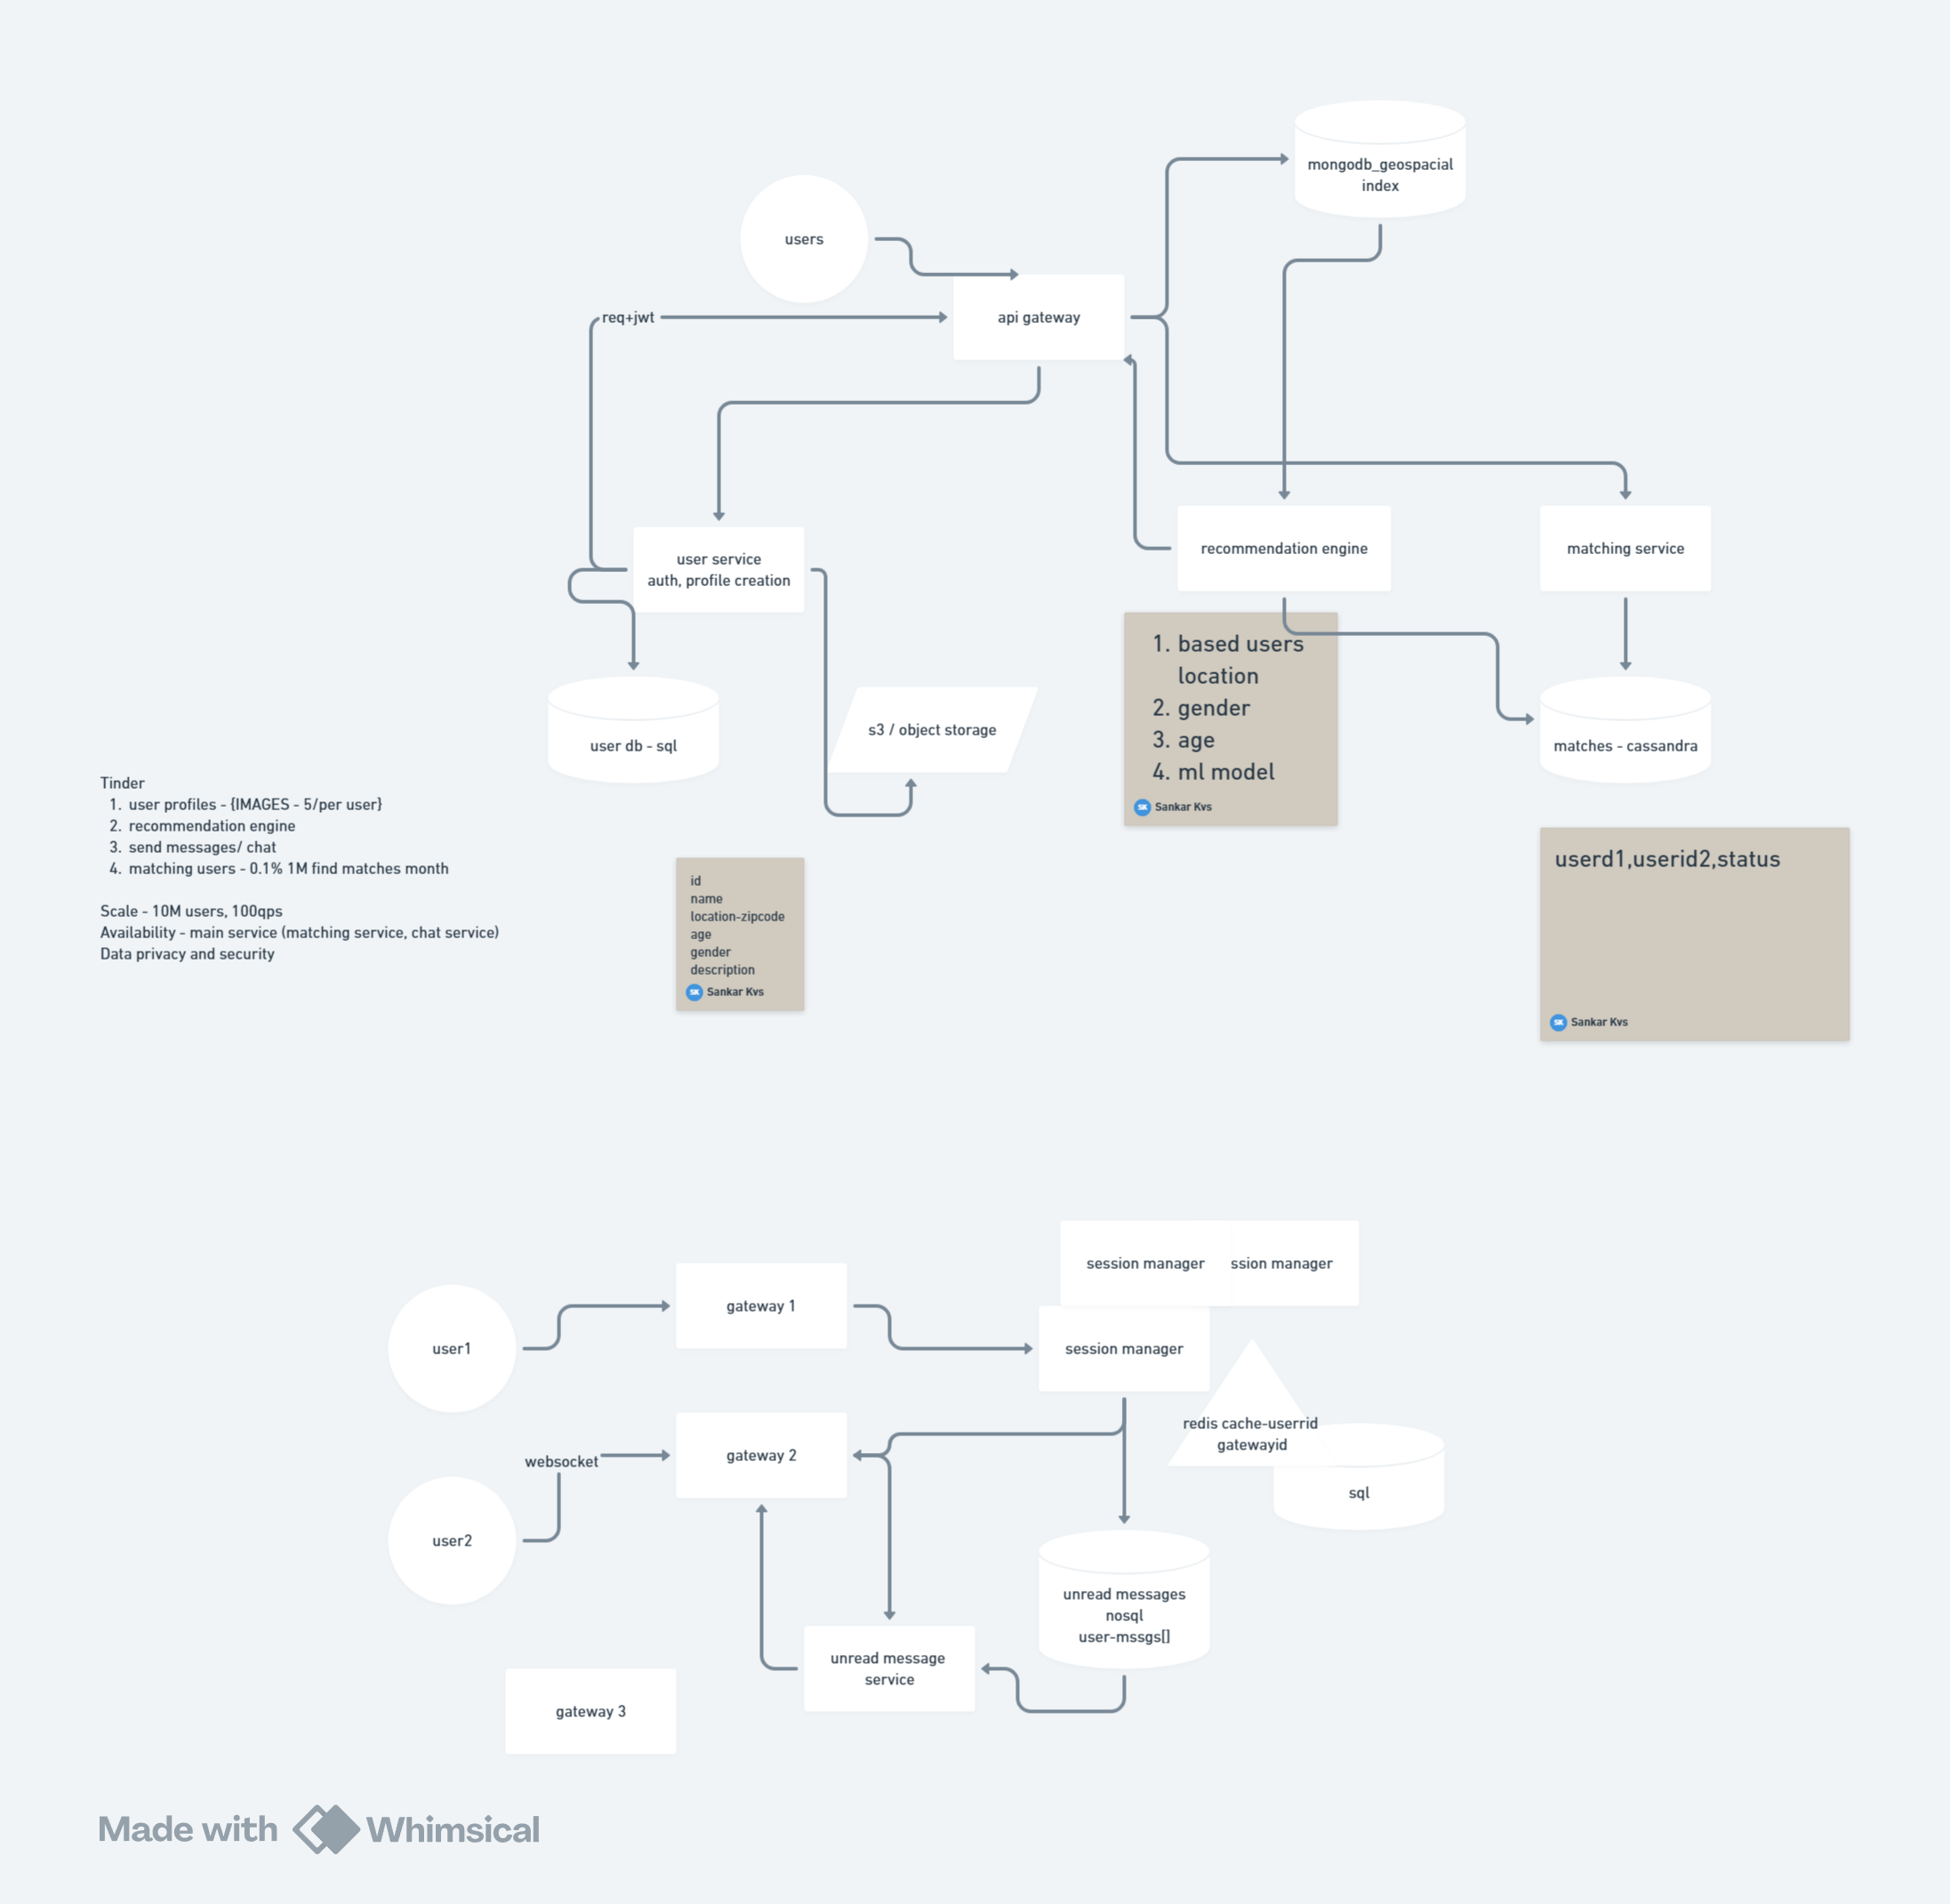 mongodb_geospacial
index
users
req+jwt
api gateway
user service
auth, profile creation
recommendation engine
matching service
1. based users
location
2. gender
3. age
4. ml model
SK Sankar Kvs
user db - sql
s3 / object storage
matches - cassandra
Tinder
1. user profiles - {IMAGES - 5/per user}
2. recommendation engine
3. send messages/ chat
4. matching users - 0.1% 1M find matches month
Scale - 10M users, 100qps
Availability - main service (matching service, chat service)
Data privacy and security
id
name
location-zipcode
age
gender
description
SK Sankar Kvs
userd1,userid2,status
SK Sankar Kvs
session manager
ssion manager
gateway 1
user1
session manager
redis cache-userrid
gatewayid
gateway 2
websocket
sql
user2
unread messages
nosql
user-mssgs[]
unread message
service
gateway 3
Made with Whimsical